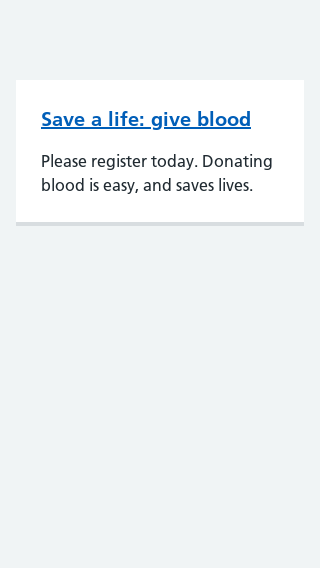 Save a life: give blood
Please register today. Donating
blood is easy, and saves lives.